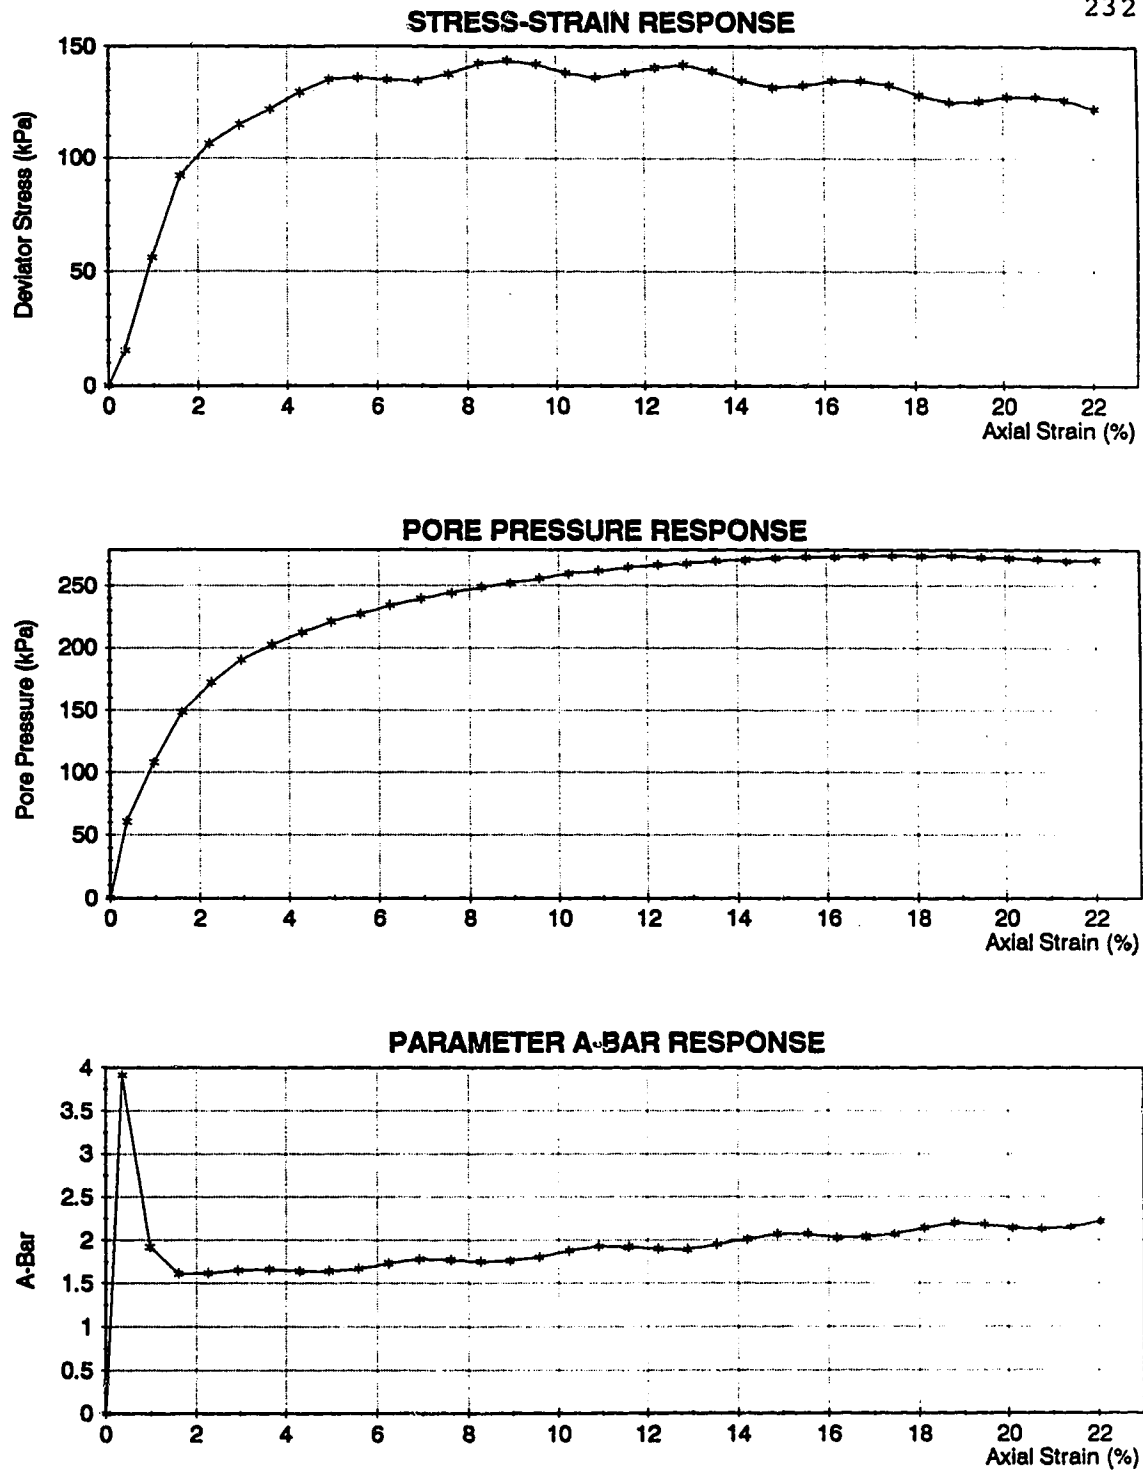 232
STRESS-STRAIN RESPONSE
Deviator Stress (kPa)
150
100
50
0
0 2 4 6 8 10 12 14 16 18 20 22
Axial Strain (%)
PORE PRESSURE RESPONSE
Pore Pressure (kPa)
250
200
150
100
50
0
0 2 4 6 8 10 12 14 16 18 20 22
Axial Strain (%)
PARAMETER A-BAR RESPONSE
A-Bar
4
3.5
3
2.5
2
1.5
1
0.5
0
0 2 4 6 8 10 12 14 16 18 20 22
Axial Strain (%)